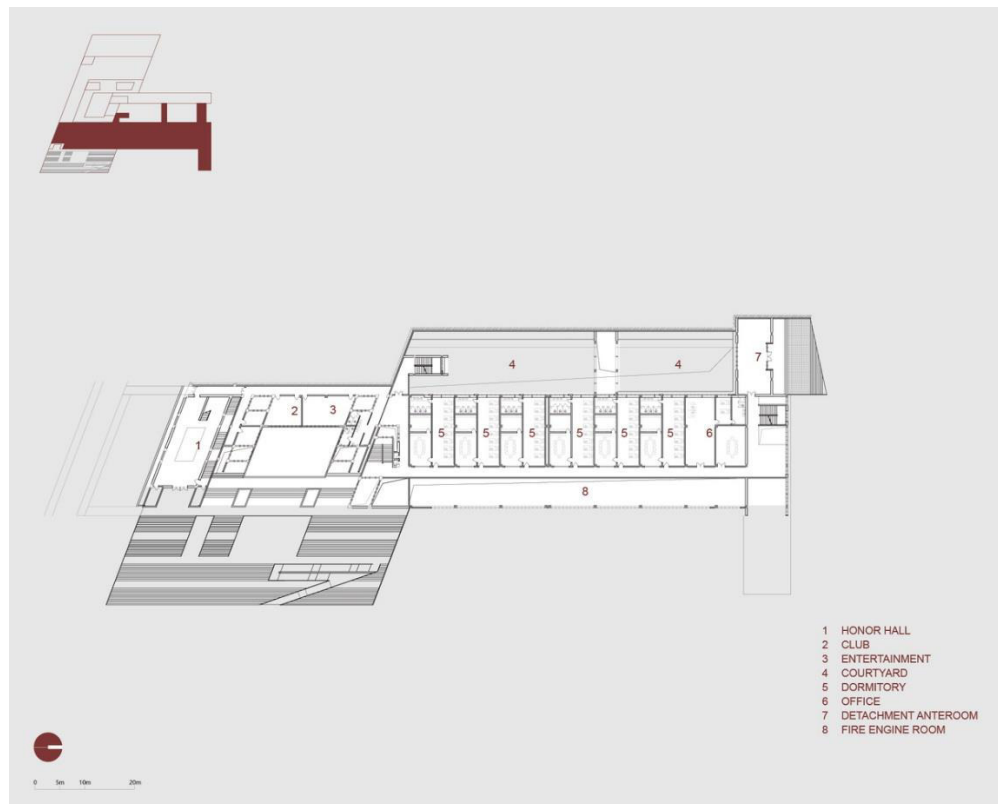 4
4
7
2
3
1
5
5
5
5
5
5
6
8
1 HONOR HALL
2 CLUB
3 ENTERTAINMENT
4 COURTYARD
5 DORMITORY
6 OFFICE
7 DETACHMENT ANTEROOM
8 FIRE ENGINE ROOM
0 5m 10m 20m